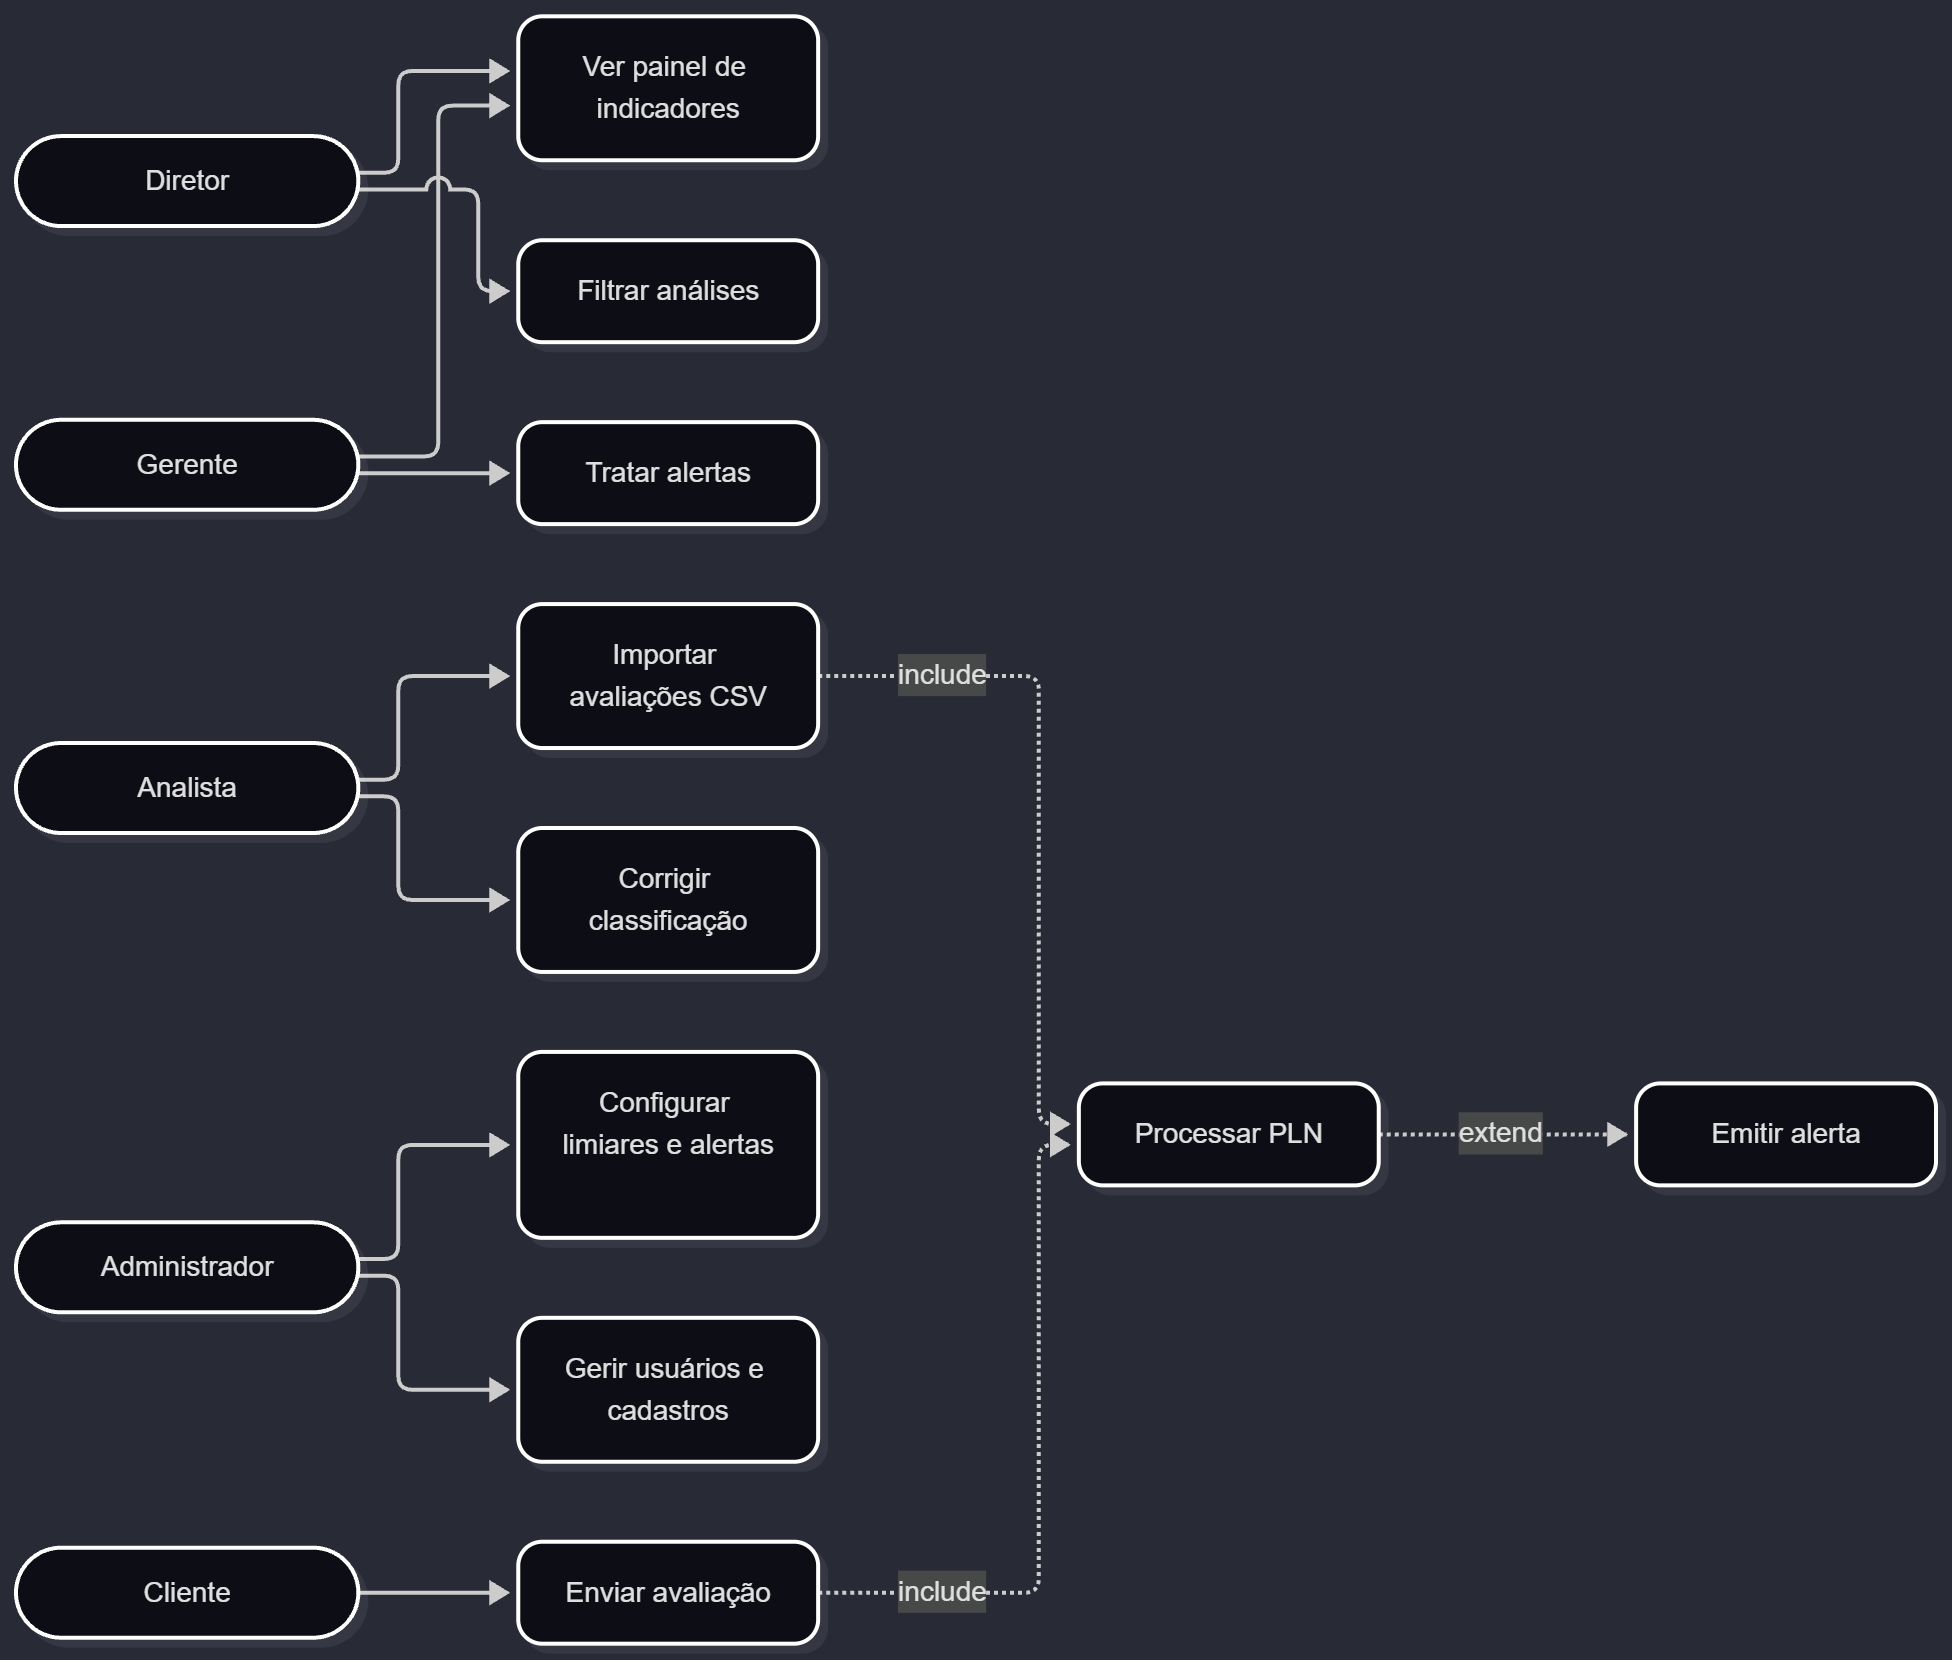 Ver painel de
indicadores
Diretor
Filtrar análises
Gerente
Tratar alertas
Importar
avaliações CSV
include
Analista
Corrigir
classificação
Configurar
limiares e alertas
Processar PLN
extend
Emitir alerta
Administrador
Gerir usuários e
cadastros
Cliente
Enviar avaliação
include